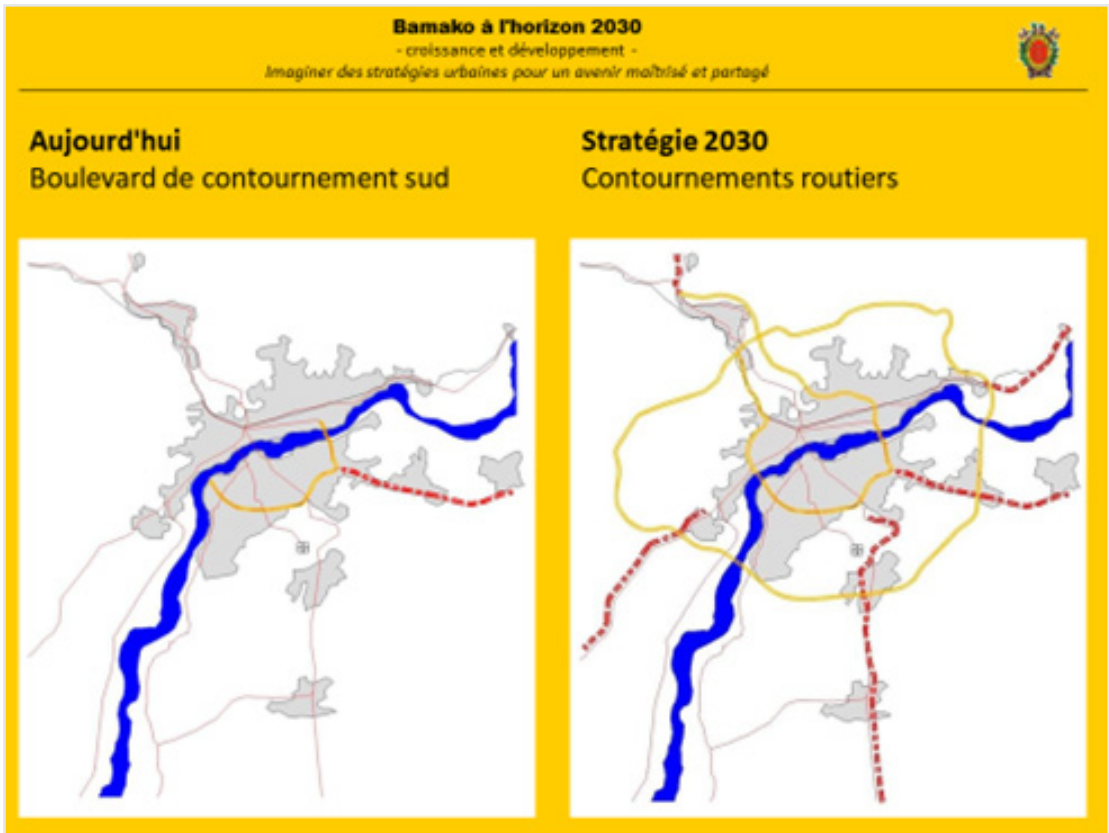 Bamako à l'horizon 2030
- croissance et développement -
Imaginer des stratégies urbaines pour un avenir maîtrisé et partagé
Aujourd'hui
Boulevard de contournement sud
Stratégie 2030
Contournements routiers